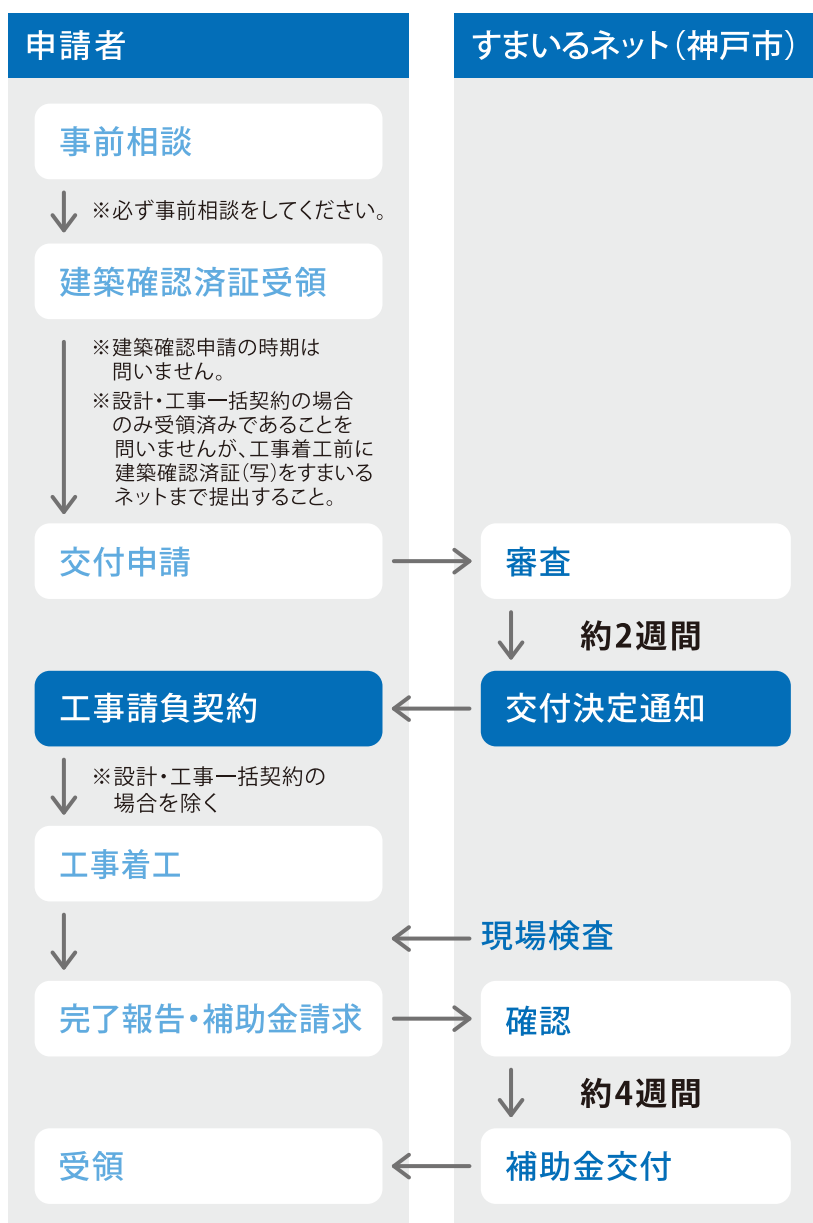 申請者
すまいるネット（神戸市）
事前相談
※必ず事前相談をしてください。
建築確認済証受領
※建築確認申請の時期は
問いません。
※設計・工事一括契約の場合
のみ受領済みであることを
問いませんが、工事着工前に
建築確認済証（写）をすまいる
ネットまで提出すること。
交付申請
審査
約2週間
工事請負契約
交付決定通知
※設計・工事一括契約の
場合を除く
工事着工
現場検査
完了報告・補助金請求
確認
約4週間
受領
補助金交付